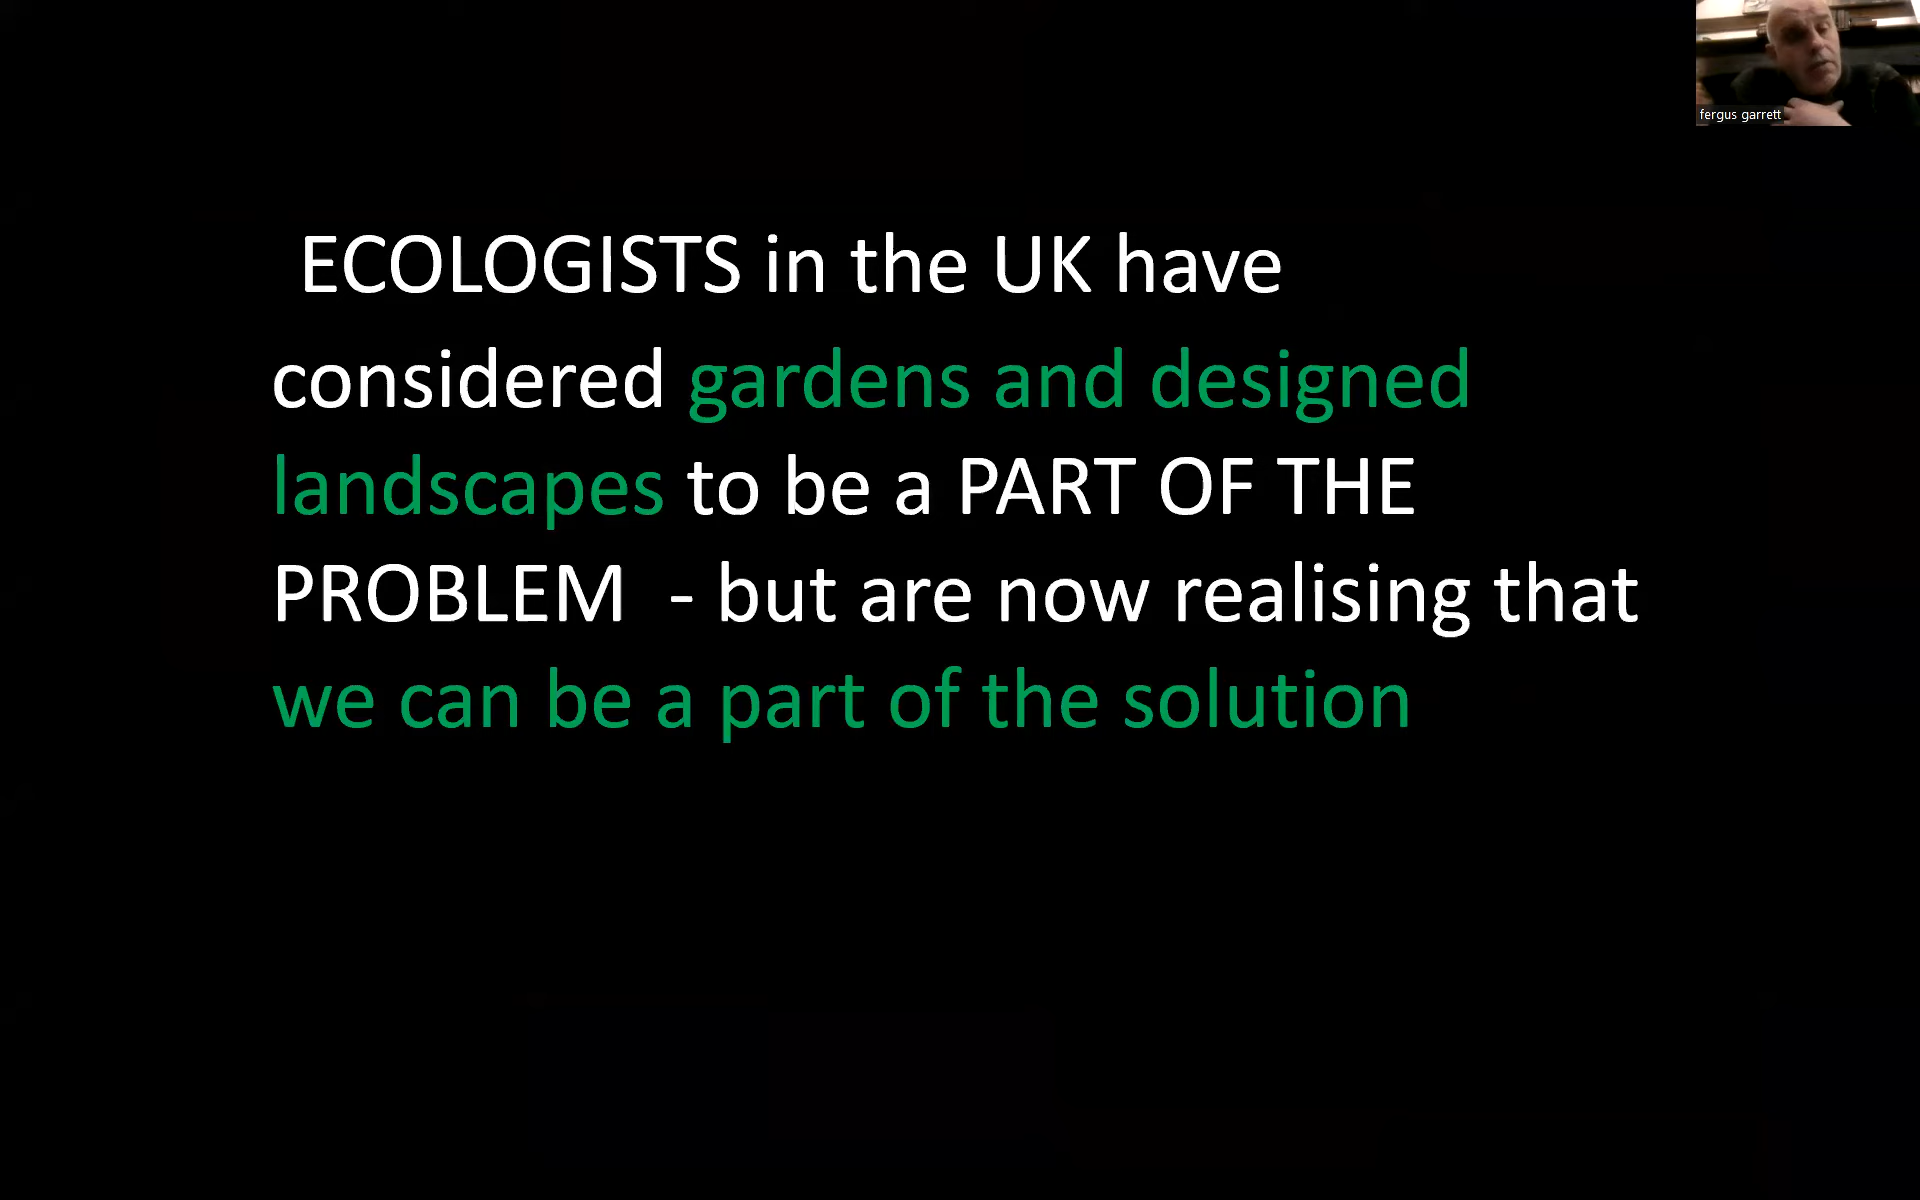 fergus garrett
ECOLOGISTS in the UK have
considered gardens and designed
landscapes to be a PART OF THE
PROBLEM  - but are now realising that
we can be a part of the solution